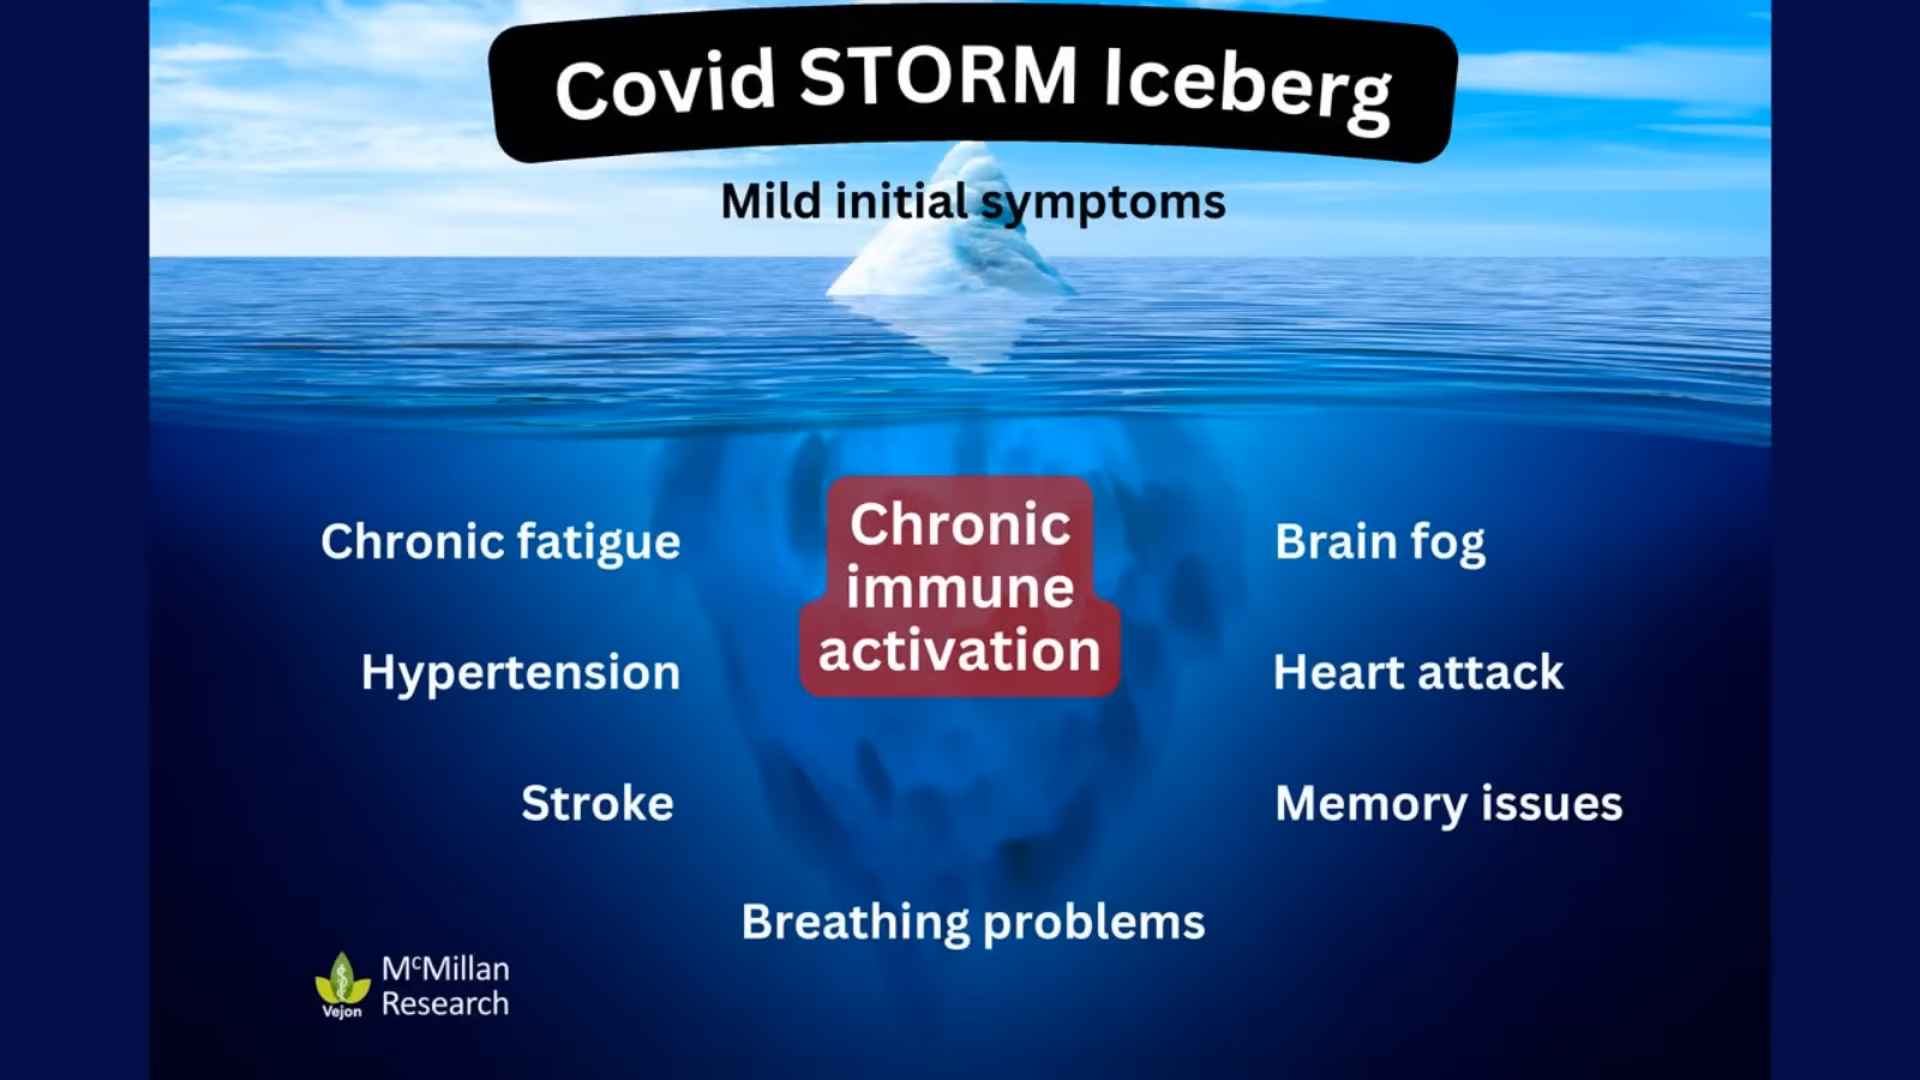 Covid STORM Iceberg
Mild initial symptoms
Chronic fatigue
Chronic
immune
activation
Brain fog
Hypertension
Heart attack
Stroke
Memory issues
Breathing problems
McMillan
Research
Vejon